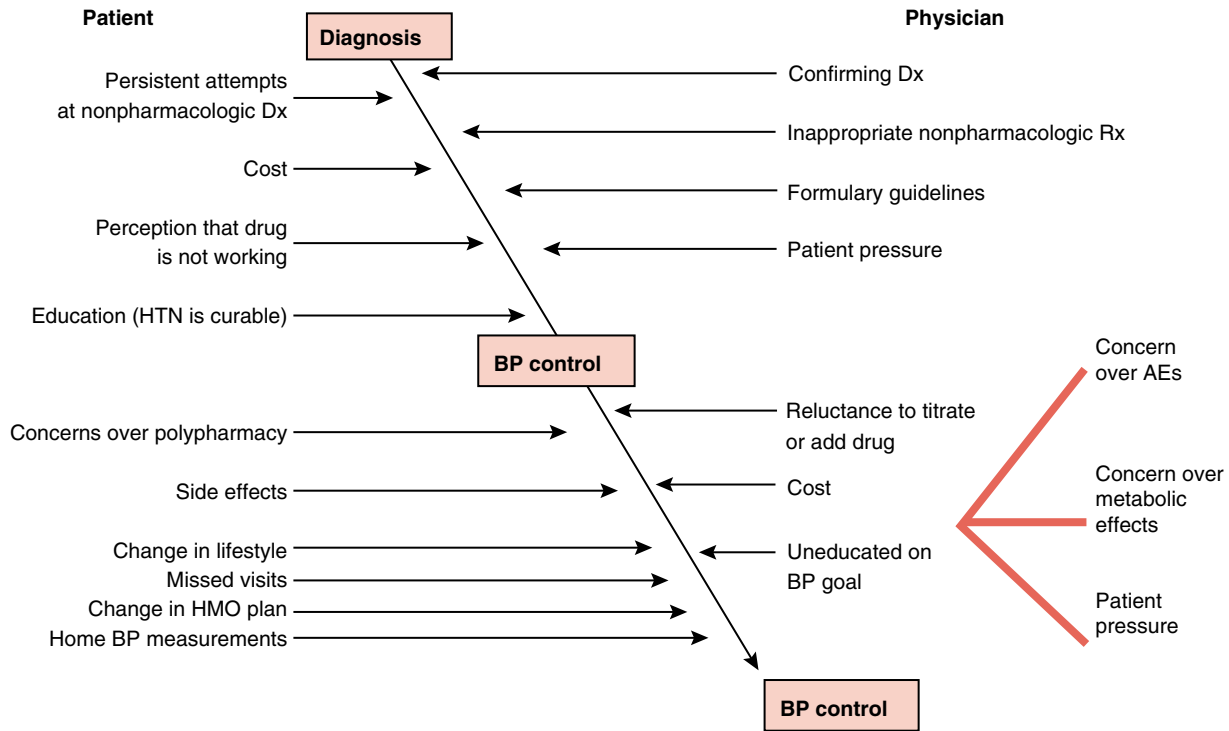 Patient
Physician
Diagnosis
Persistent attempts
at nonpharmacologic Dx
Confirming Dx
Inappropriate nonpharmacologic Rx
Cost
Formulary guidelines
Perception that drug
is not working
Patient pressure
Education (HTN is curable)
BP control
Concern
over AEs
Reluctance to titrate
or add drug
Concerns over polypharmacy
Side effects
Cost
Concern over
metabolic
effects
Change in lifestyle
Uneducated on
BP goal
Missed visits
Change in HMO plan
Home BP measurements
Patient
pressure
BP control